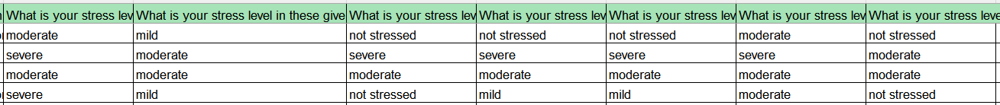 What is your stress lev What is your stress level in these give What is your stress lev What is your stress lev What is your stress lev What is your stress lev What is your stress leve
moderate mild not stressed not stressed not stressed moderate not stressed
severe moderate severe severe severe severe moderate
moderate moderate moderate moderate moderate moderate moderate
severe mild not stressed mild mild moderate not stressed